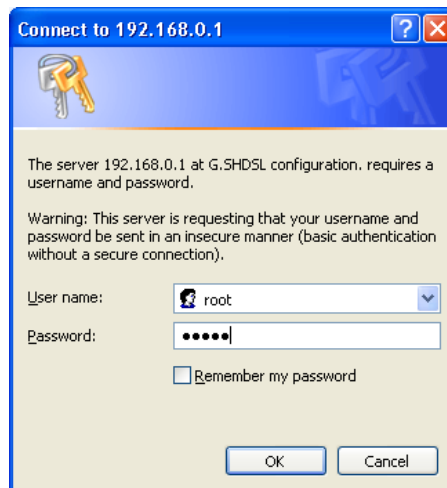 Connect to 192.168.0.1
The server 192.168.0.1 at G.SHDSL configuration. requires a
username and password.
Warning: This server is requesting that your username and
password be sent in an insecure manner (basic authentication
without a secure connection).
User name:
root
Password:
•••••
Remember my password
OK
Cancel